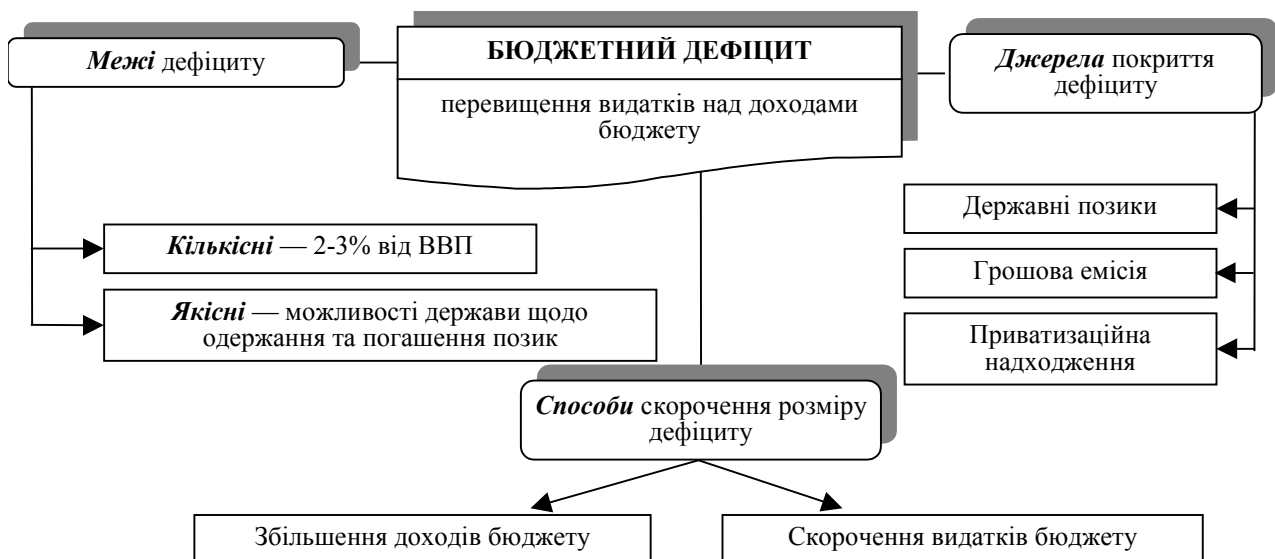 Межі дефіциту
БЮДЖЕТНИЙ ДЕФІЦИТ
перевищення видатків над доходами
бюджету
Джерела покриття
дефіциту
Кількісні — 2-3% від ВВП
Якісні — можливості держави щодо
одержання та погашення позик
Державні позики
Грошова емісія
Приватизаційна
надходження
Способи скорочення розміру
дефіциту
Збільшення доходів бюджету
Скорочення видатків бюджету